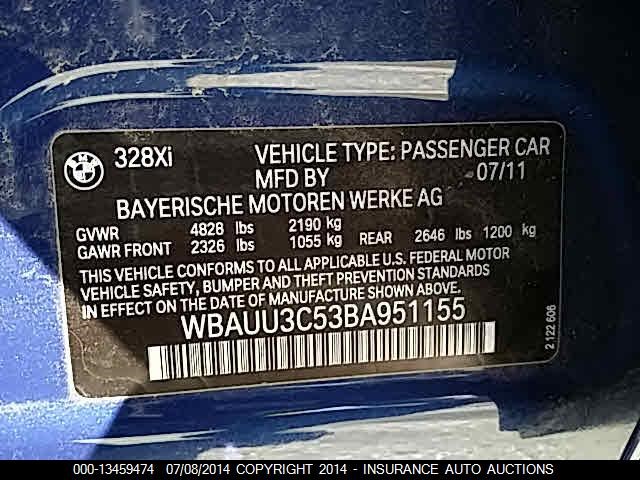 BMW
328Xi VEHICLE TYPE: PASSENGER CAR
MFD BY 07/11
BAYERISCHE MOTOREN WERKE AG
GVWR 4828 lbs 2190 kg
GAWR FRONT 2326 lbs 1055 kg REAR 2646 lbs 1200 kg
THIS VEHICLE CONFORMS TO ALL APPLICABLE U.S. FEDERAL MOTOR
VEHICLE SAFETY, BUMPER AND THEFT PREVENTION STANDARDS
IN EFFECT ON THE DATE OF MANUFACTURE SHOWN ABOVE.
WBAUU3C53BA951155
2 122 606
000-13459474 07/08/2014 COPYRIGHT 2014 - INSURANCE AUTO AUCTIONS